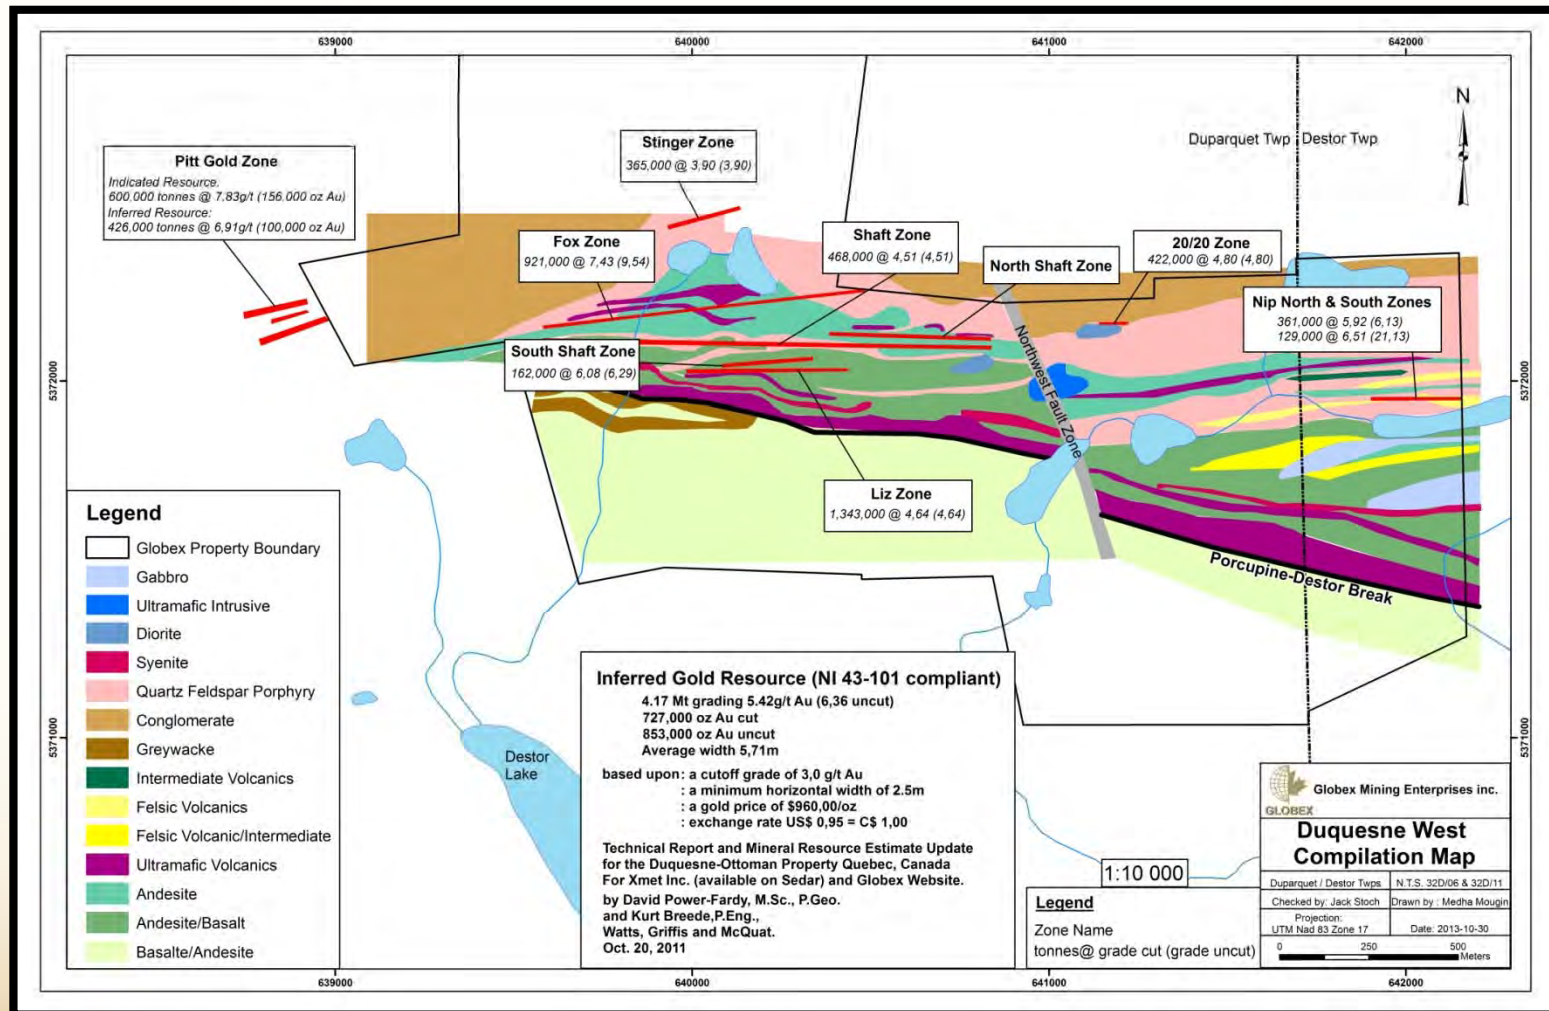 639000
640000
641000
642000
N
Duparquet Twp
Destor Twp
Pitt Gold Zone
Indicated Resource:
600,000 tonnes @ 7.83g/t (156,000 oz Au)
Inferred Resource:
426,000 tonnes @ 6,91g/t (100,000 oz Au)
Stinger Zone
365,000 @ 3,90 (3,90)
Fox Zone
921,000 @ 7,43 (9,54)
Shaft Zone
468,000 @ 4,51 (4,51)
North Shaft Zone
20/20 Zone
422,000 @ 4,80 (4,80)
Nip North & South Zones
361,000 @ 5,92 (6,13)
129,000 @ 6,51 (21,13)
South Shaft Zone
162,000 @ 6,08 (6,29)
Northwest Fault Zone
5372000
5372000
Liz Zone
1,343,000 @ 4,64 (4,64)
Porcupine-Destor Break
Legend
Globex Property Boundary
Gabbro
Ultramafic Intrusive
Diorite
Syenite
Quartz Feldspar Porphyry
Conglomerate
Greywacke
Intermediate Volcanics
Felsic Volcanics
Felsic Volcanic/Intermediate
Ultramafic Volcanics
Andesite
Andesite/Basalt
Basalte/Andesite
5371000
5371000
Destor
Lake
Inferred Gold Resource (NI 43-101 compliant)
4.17 Mt grading 5.42g/t Au (6,36 uncut)
727,000 oz Au cut
853,000 oz Au uncut
Average width 5,71m
based upon : a cutoff grade of 3,0 g/t Au
: a minimum horizontal width of 2.5m
: a gold price of $960,00/oz
: exchange rate US$ 0,95 = C$ 1,00
Technical Report and Mineral Resource Estimate Update
for the Duquesne-Ottoman Property Quebec, Canada
For Xmet Inc. (available on Sedar) and Globex Website.
by David Power-Fardy, M.Sc., P.Geo.
and Kurt Breede,P.Eng.,
Watts, Griffis and McQuat.
Oct. 20, 2011
1:10 000
Legend
Zone Name
tonnes@ grade cut (grade uncut)
GLOBEX
Globex Mining Enterprises inc.
Duquesne West
Compilation Map
Duparquet / Destor Twps
N.T.S. 32D/06 & 32D/11
Checked by: Jack Stoch
Drawn by : Medha Mougin
Projection:
UTM Nad 83 Zone 17
Date: 2013-10-30
0 250 500
Meters
639000
640000
641000
642000